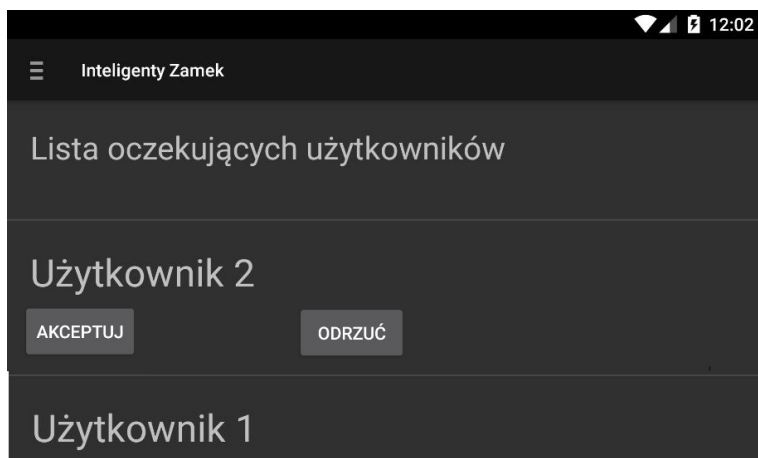 12:02
Inteligenty Zamek
Lista oczekujących użytkowników
Użytkownik 2
AKCEPTUJ ODRZUĆ
Użytkownik 1